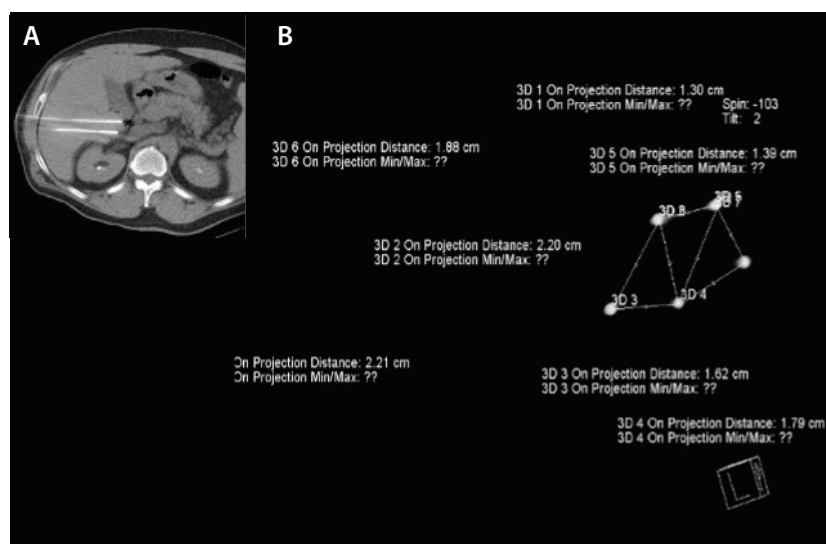 A
B
3D 1 On Projection Distance: 1.30 cm
3D 1 On Projection Min/Max: ??
Spin: -103
Tilt: 2
3D 6 On Projection Distance: 1.88 cm
3D 6 On Projection Min/Max: ??
3D 5 On Projection Distance: 1.39 cm
3D 5 On Projection Min/Max: ??
3D 2 On Projection Distance: 2.20 cm
3D 2 On Projection Min/Max: ??
3D 3
3D 4
On Projection Distance: 2.21 cm
On Projection Min/Max: ??
3D 3 On Projection Distance: 1.62 cm
3D 3 On Projection Min/Max: ??
3D 4 On Projection Distance: 1.79 cm
3D 4 On Projection Min/Max: ??
L